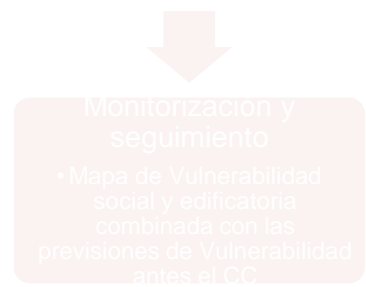 Monitorización y
seguimiento
• Mapa de Vulnerabilidad
social y edificatoria
combinada con las
previsiones de Vulnerabilidad
antes el CC